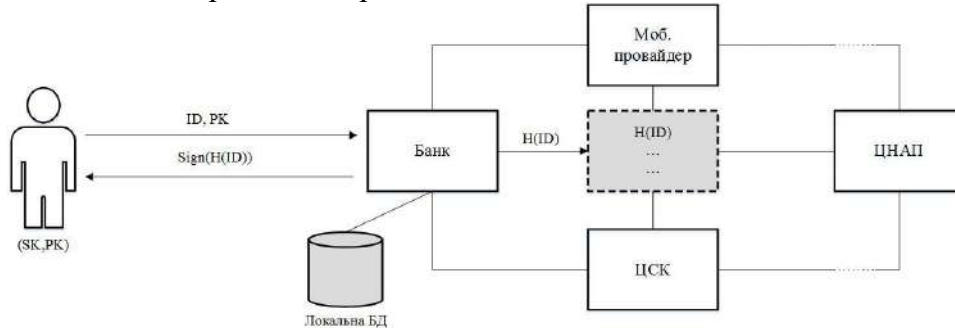 Моб.
провайдер
ID, PK
Sign(H(ID))
Банк
H(ID)
H(ID)
...
...
ЦНАП
(SK,PK)
ЦСК
Локальна БД